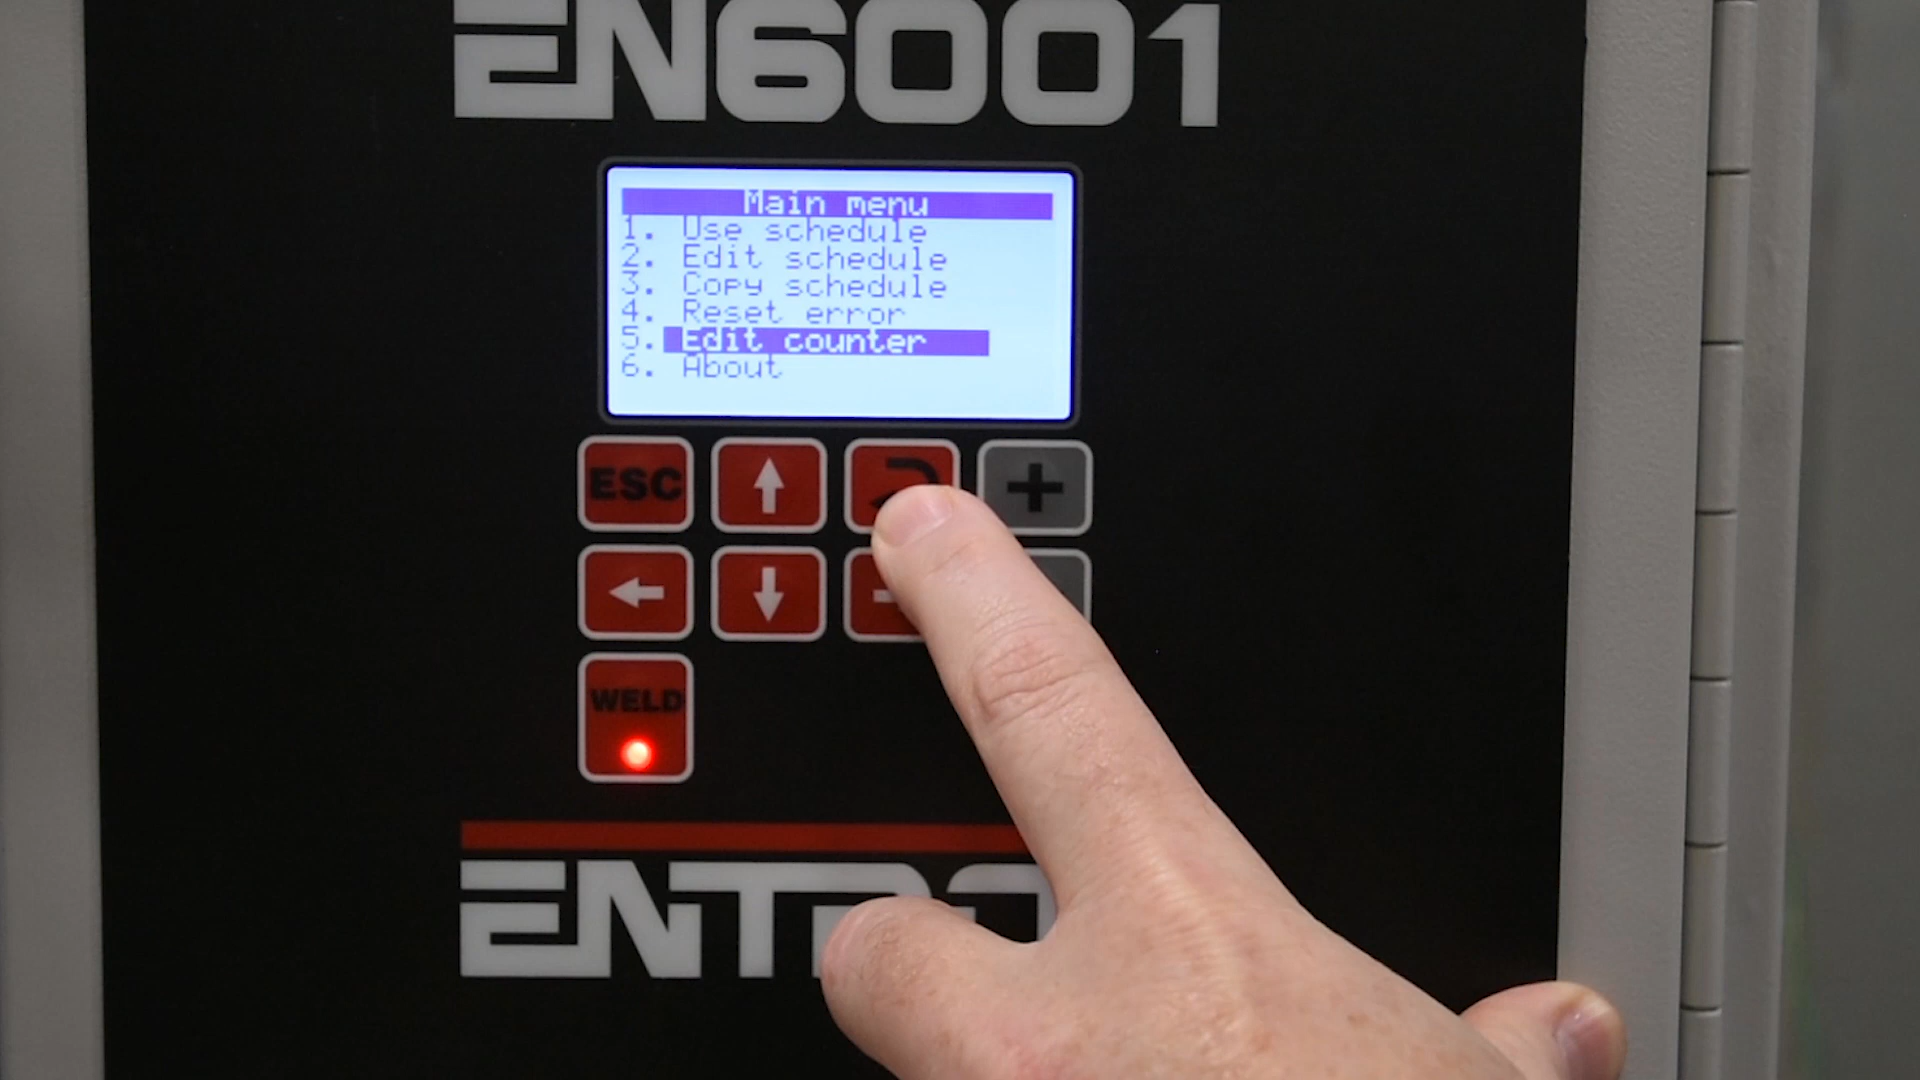 EN6001
Main menu
1. Use schedule
2. Edit schedule
3. Copy schedule
4. Reset error
5. Edit counter
6. About
ESC
+
WELD